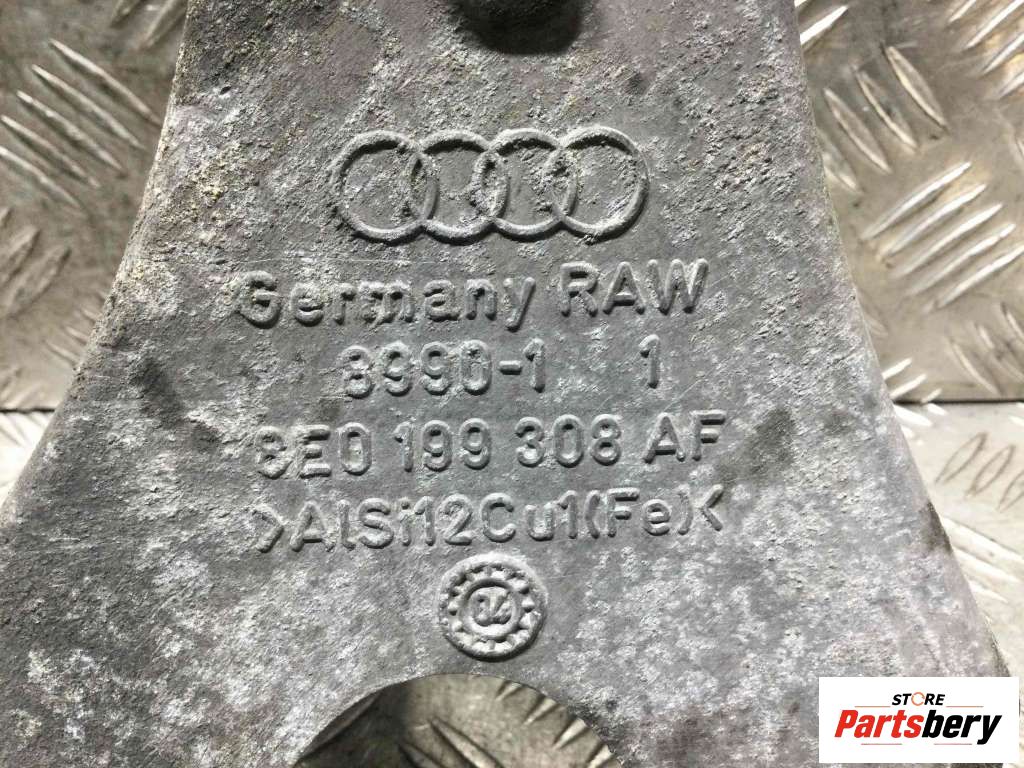 Germany RAW
8990-1 1
8E0 199 308 AF
>AlSi12Cu1(Fe)<
04
STORE
Partsbery